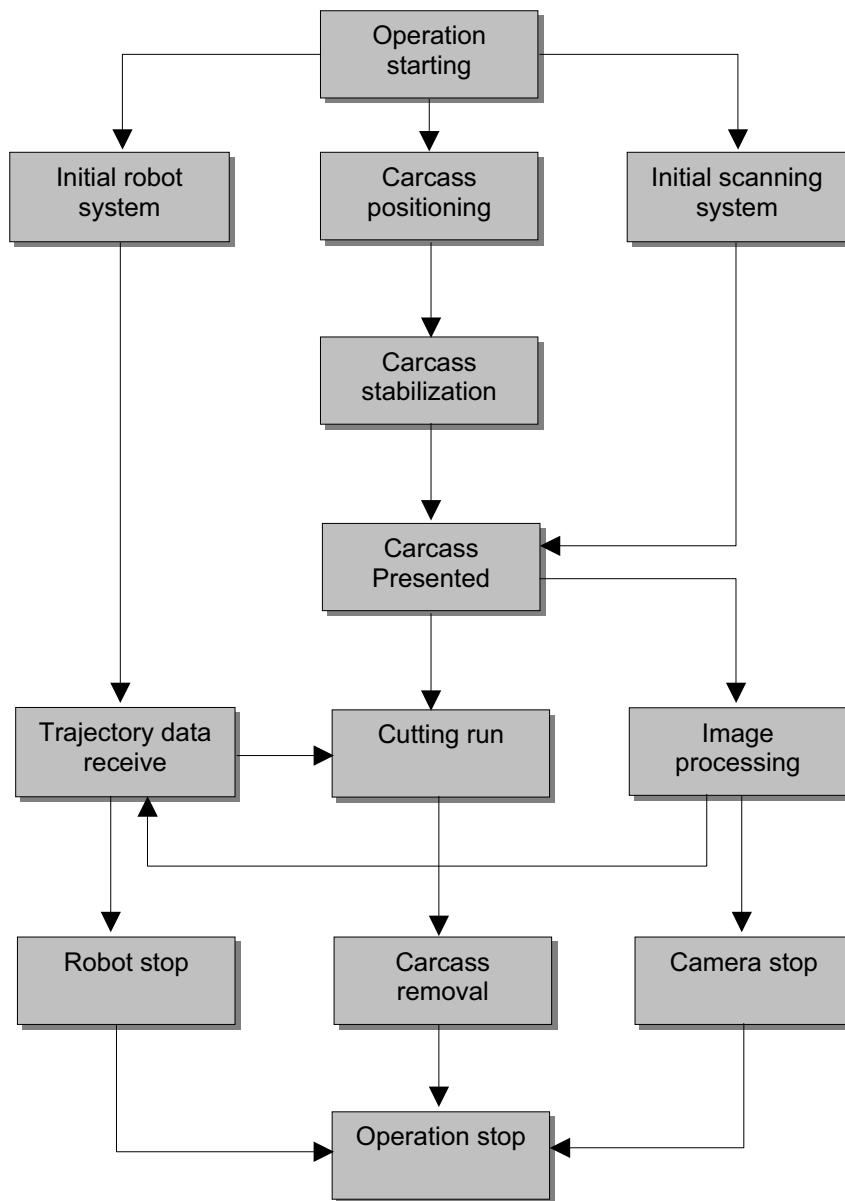 Operation
starting
Initial robot
system
Carcass
positioning
Initial scanning
system
Carcass
stabilization
Carcass
Presented
Trajectory data
receive
Cutting run
Image
processing
Robot stop
Carcass
removal
Camera stop
Operation stop